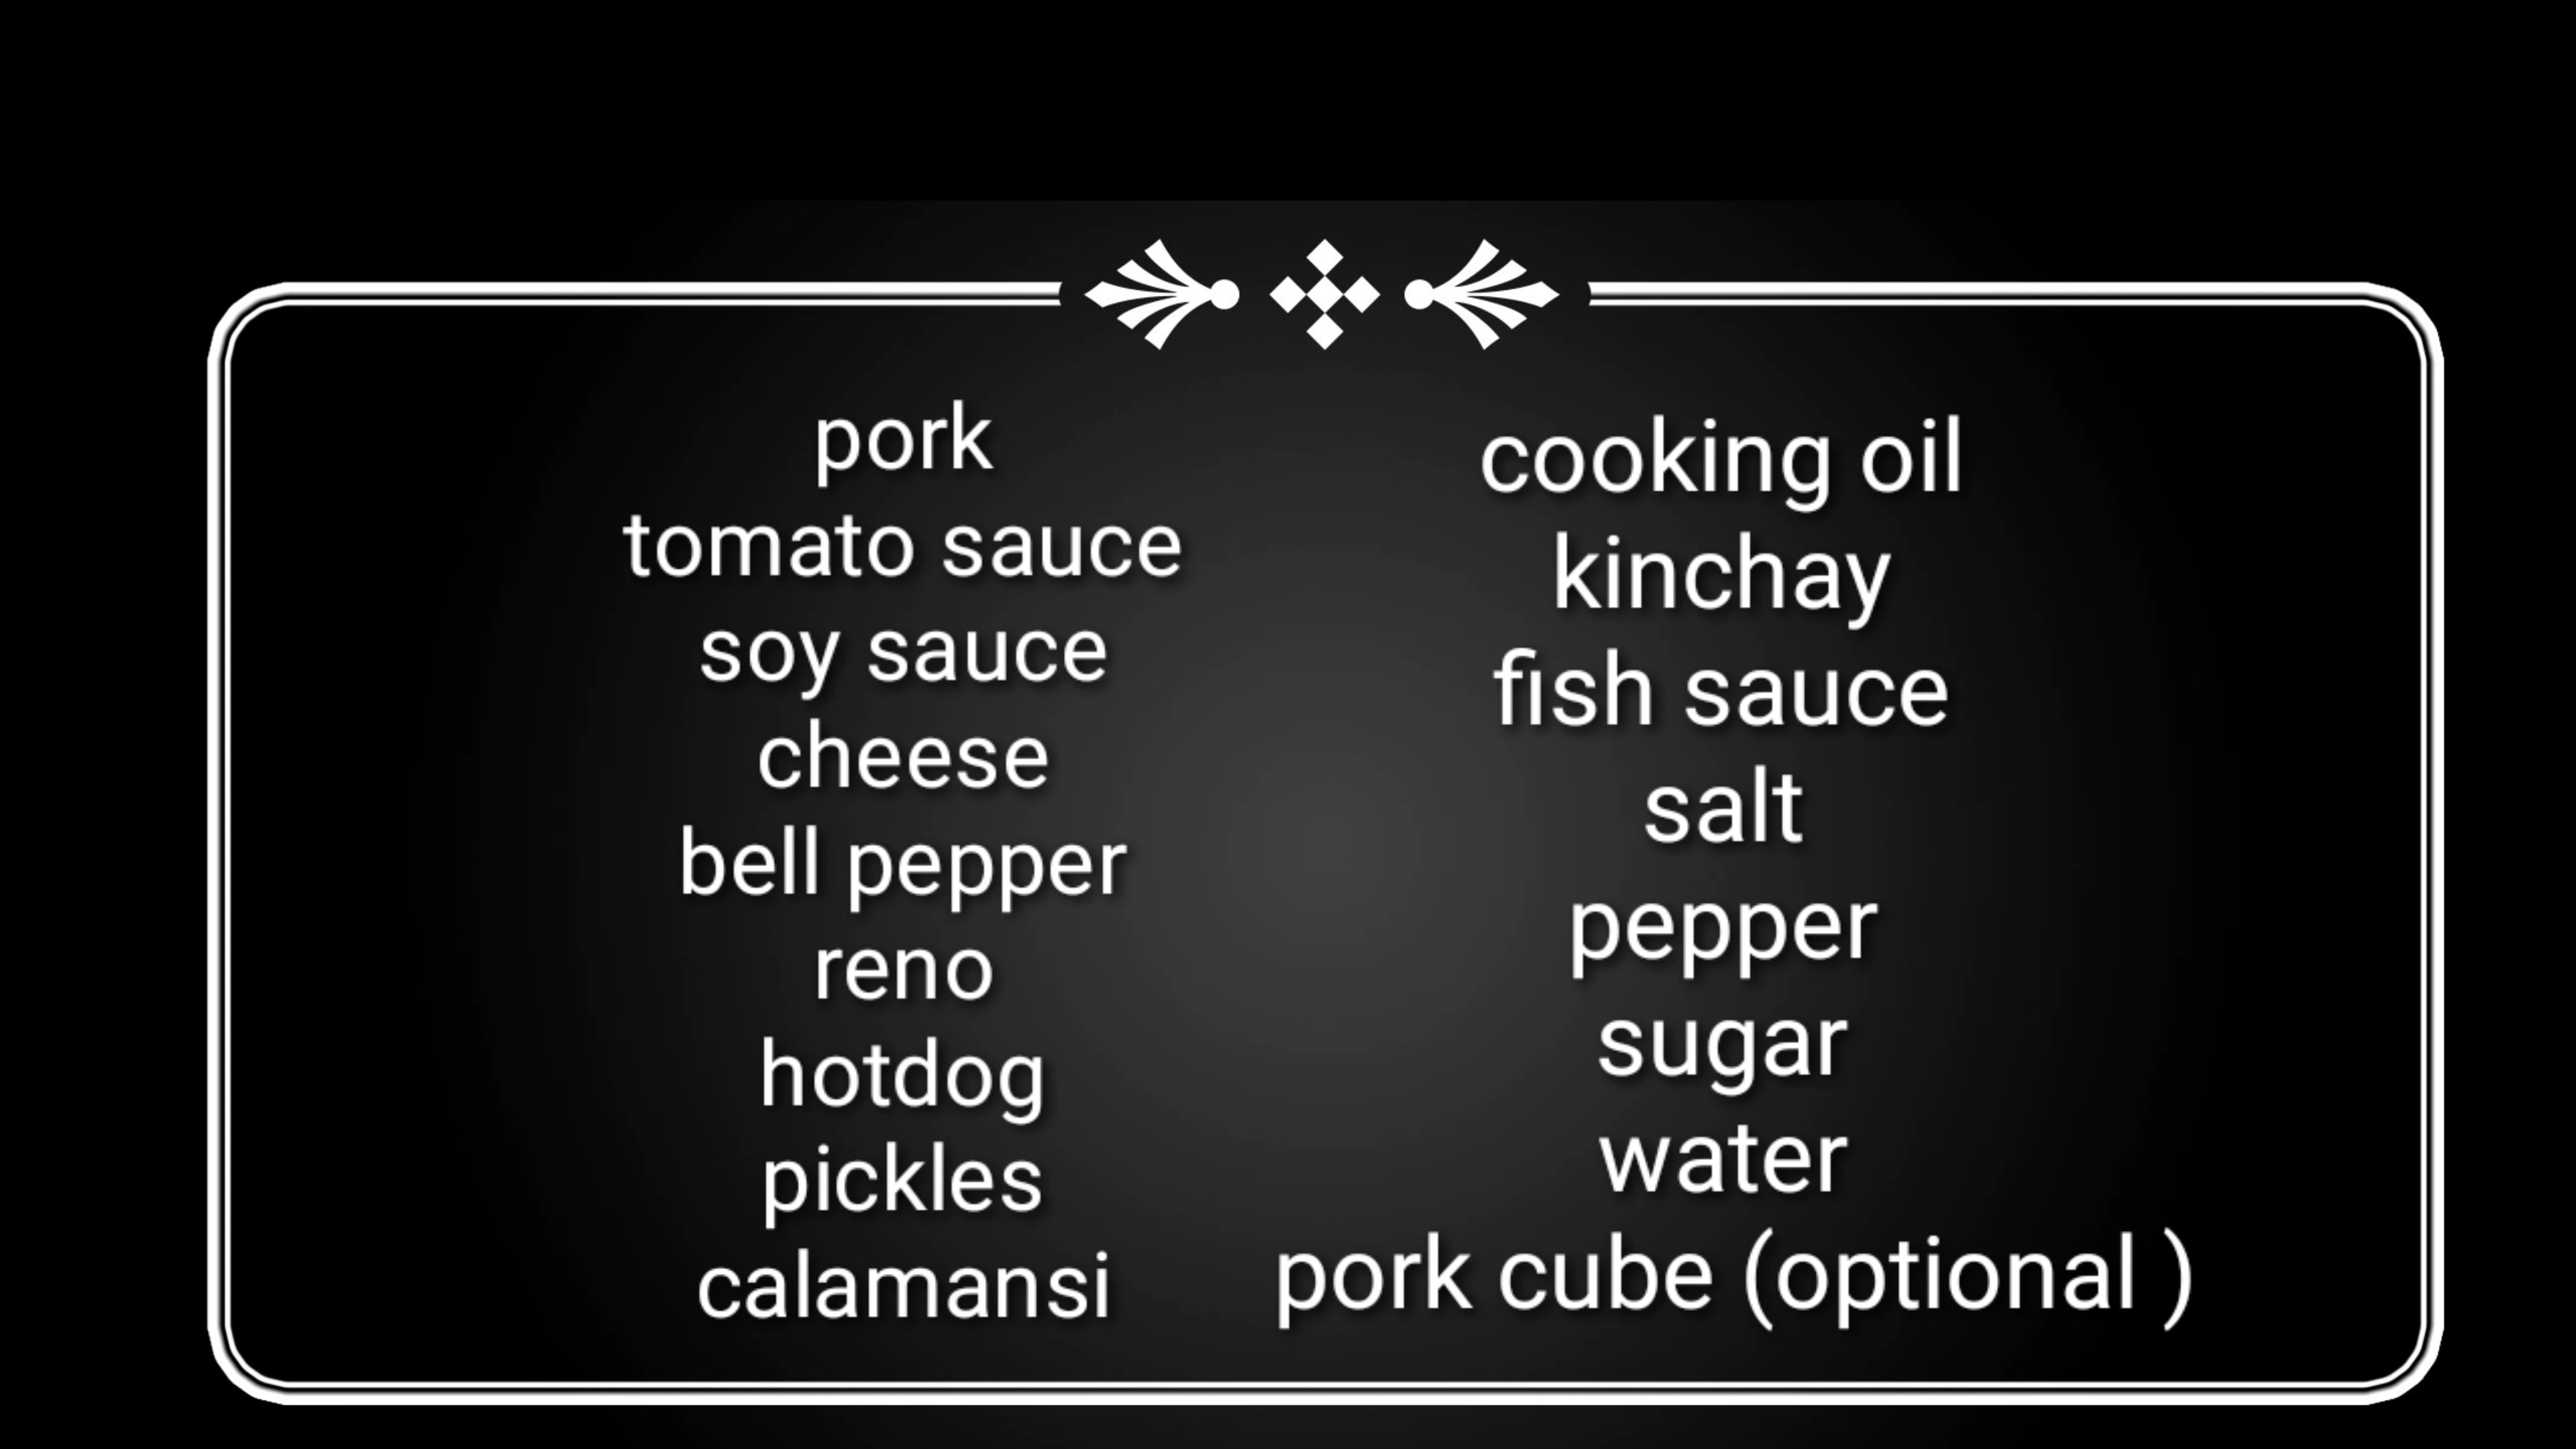 pork
tomato sauce
soy sauce
cheese
bell pepper
reno
hotdog
pickles
calamansi
cooking oil
kinchay
fish sauce
salt
pepper
sugar
water
pork cube (optional )